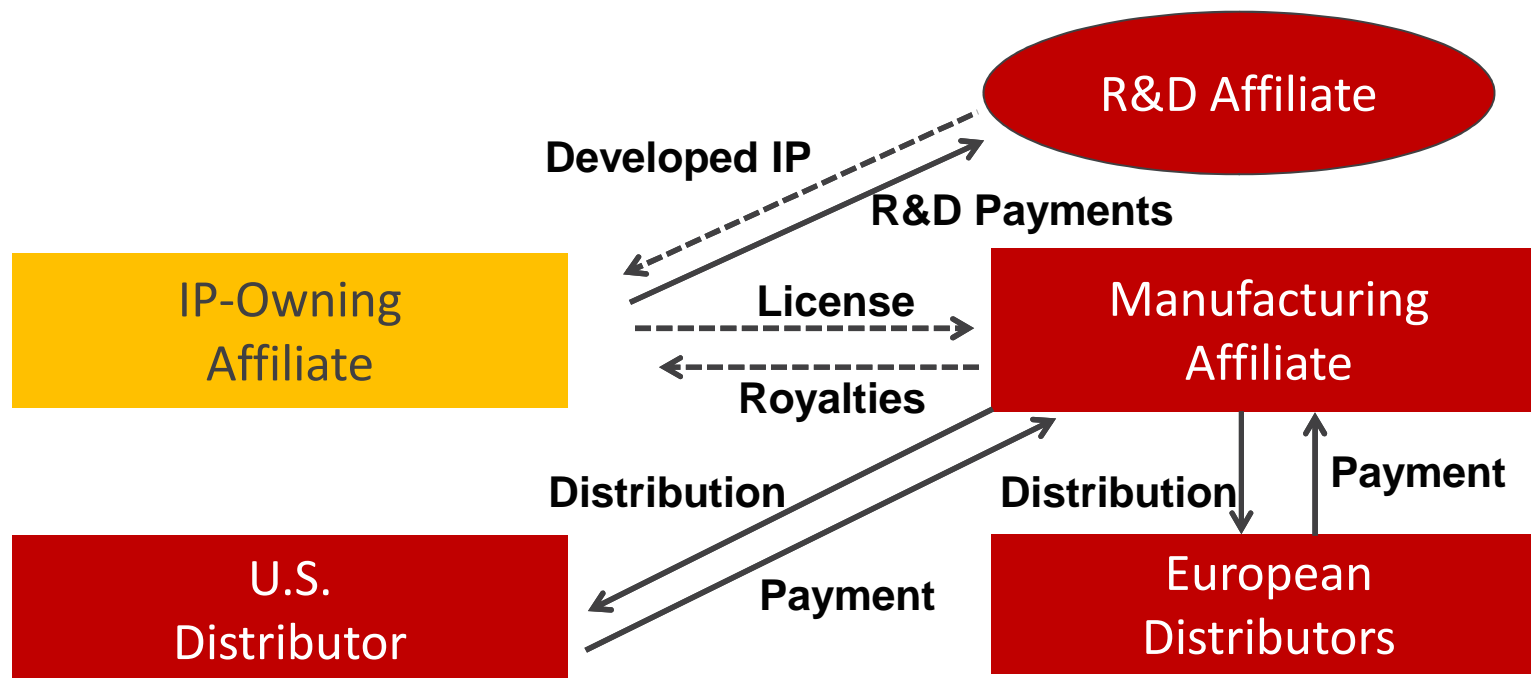 R&D Affiliate
Developed IP
R&D Payments
IP-Owning
Affiliate
License
Royalties
Manufacturing
Affiliate
Distribution
Payment
Distribution
Payment
U.S.
Distributor
European
Distributors